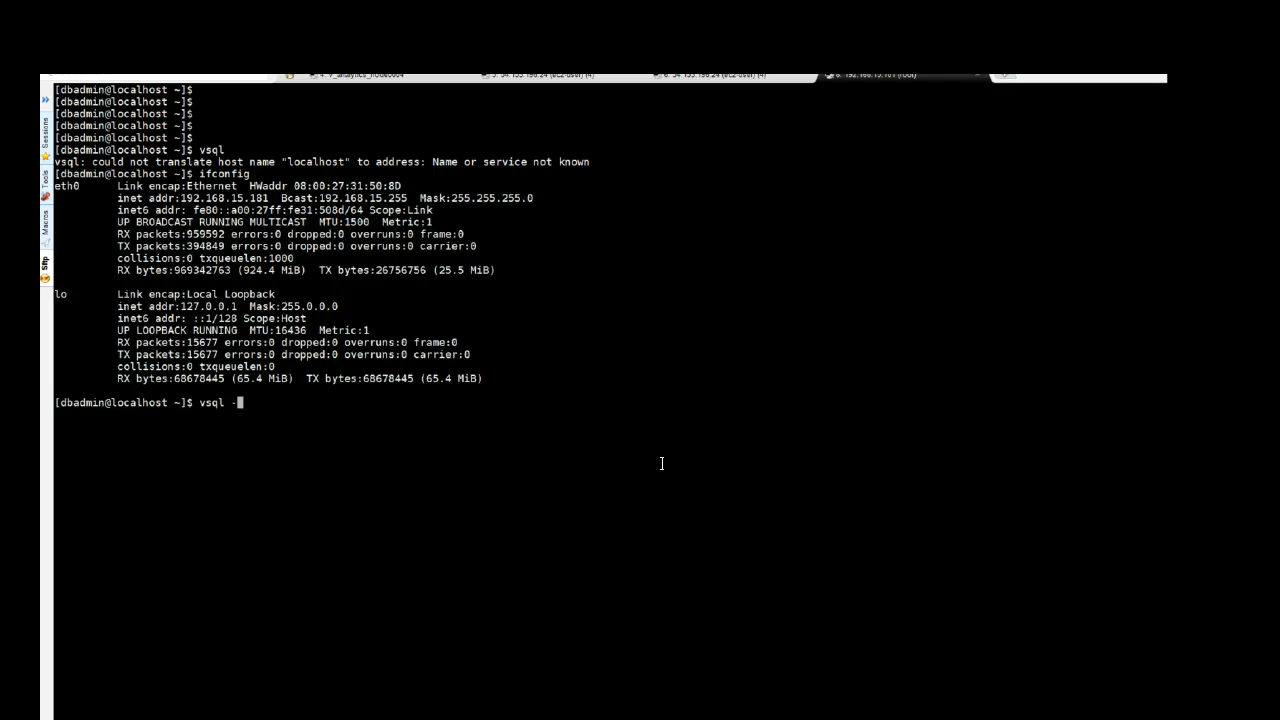 [dbadmin@localhost ~]$
[dbadmin@localhost ~]$
[dbadmin@localhost ~]$
[dbadmin@localhost ~]$
[dbadmin@localhost ~]$
[dbadmin@localhost ~]$ vsql
vsql: could not translate host name "localhost" to address: Name or service not known
[dbadmin@localhost ~]$ ifconfig
eth0 Link encap:Ethernet HWaddr 08:00:27:31:50:8D
inet addr:192.168.15.181 Bcast:192.168.15.255 Mask:255.255.255.0
inet6 addr: fe80::a00:27ff:fe31:508d/64 Scope:Link
UP BROADCAST RUNNING MULTICAST MTU:1500 Metric:1
RX packets:959592 errors:0 dropped:0 overruns:0 frame:0
TX packets:394849 errors:0 dropped:0 overruns:0 carrier:0
collisions:0 txqueuelen:1000
RX bytes:969342763 (924.4 MiB) TX bytes:26756756 (25.5 MiB)
lo Link encap:Local Loopback
inet addr:127.0.0.1 Mask:255.0.0.0
inet6 addr: ::1/128 Scope:Host
UP LOOPBACK RUNNING MTU:16436 Metric:1
RX packets:15677 errors:0 dropped:0 overruns:0 frame:0
TX packets:15677 errors:0 dropped:0 overruns:0 carrier:0
collisions:0 txqueuelen:0
RX bytes:68678445 (65.4 MiB) TX bytes:68678445 (65.4 MiB)
[dbadmin@localhost ~]$ vsql -
Sessions
Tools
Macros
Sftp